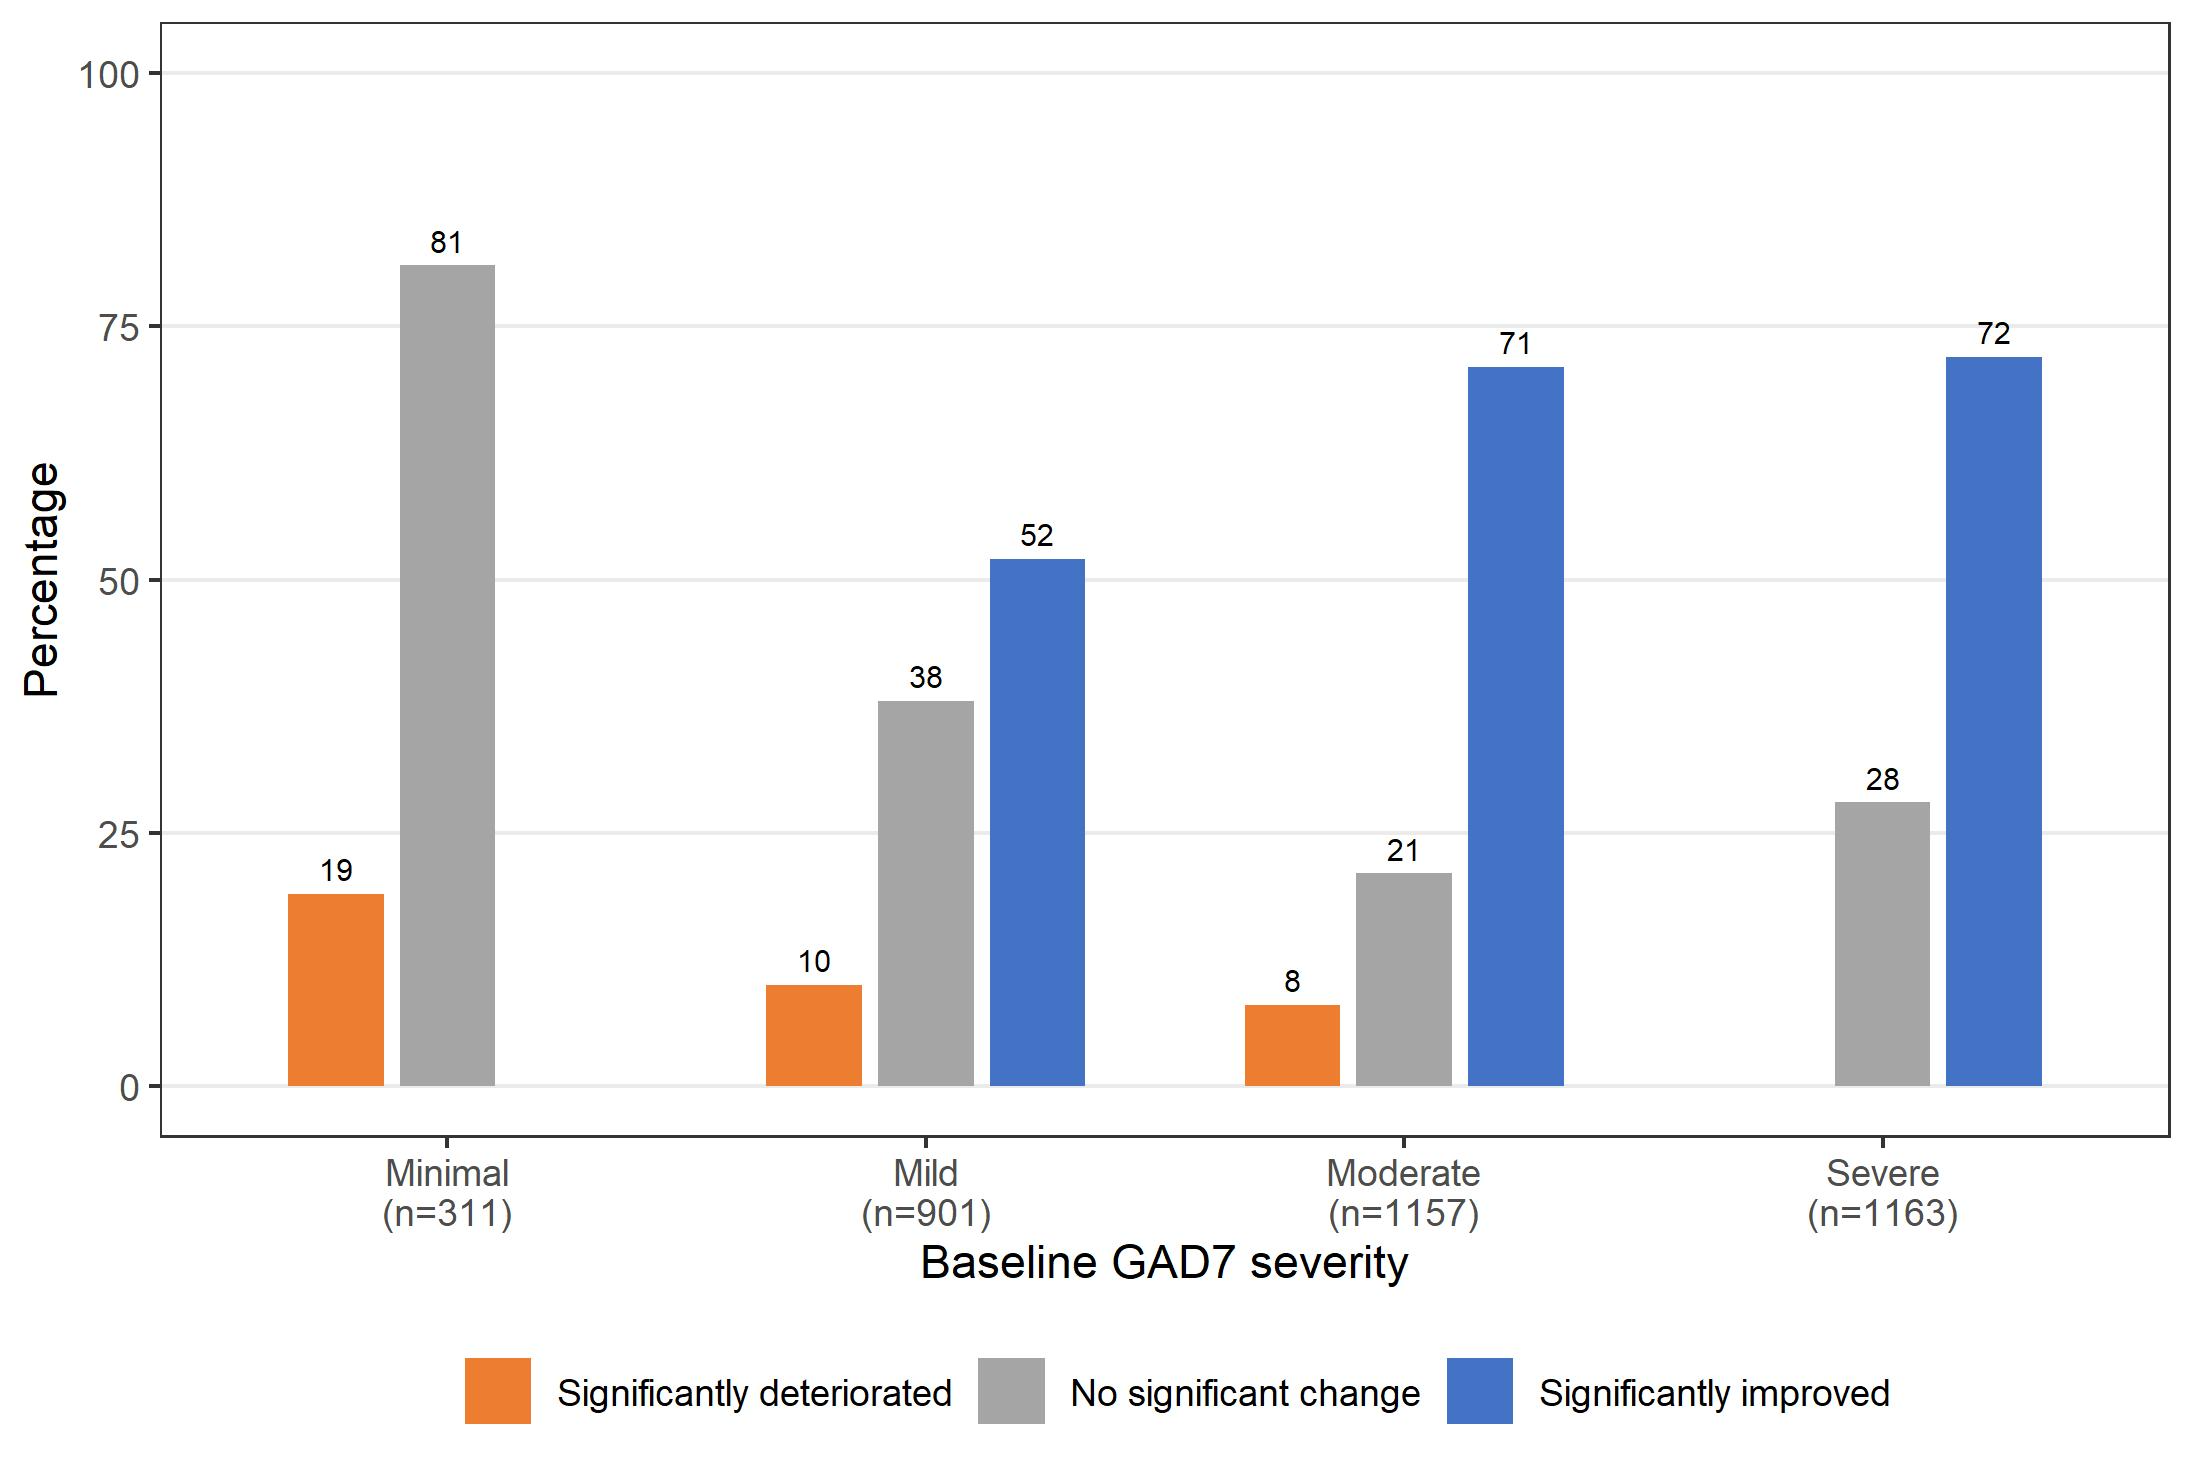 Percentage
100
75
50
25
0
81
19
52
38
10
71
21
8
72
28
Minimal
(n=311)
Mild
(n=901)
Moderate
(n=1157)
Severe
(n=1163)
Baseline GAD7 severity
Significantly deteriorated
No significant change
Significantly improved